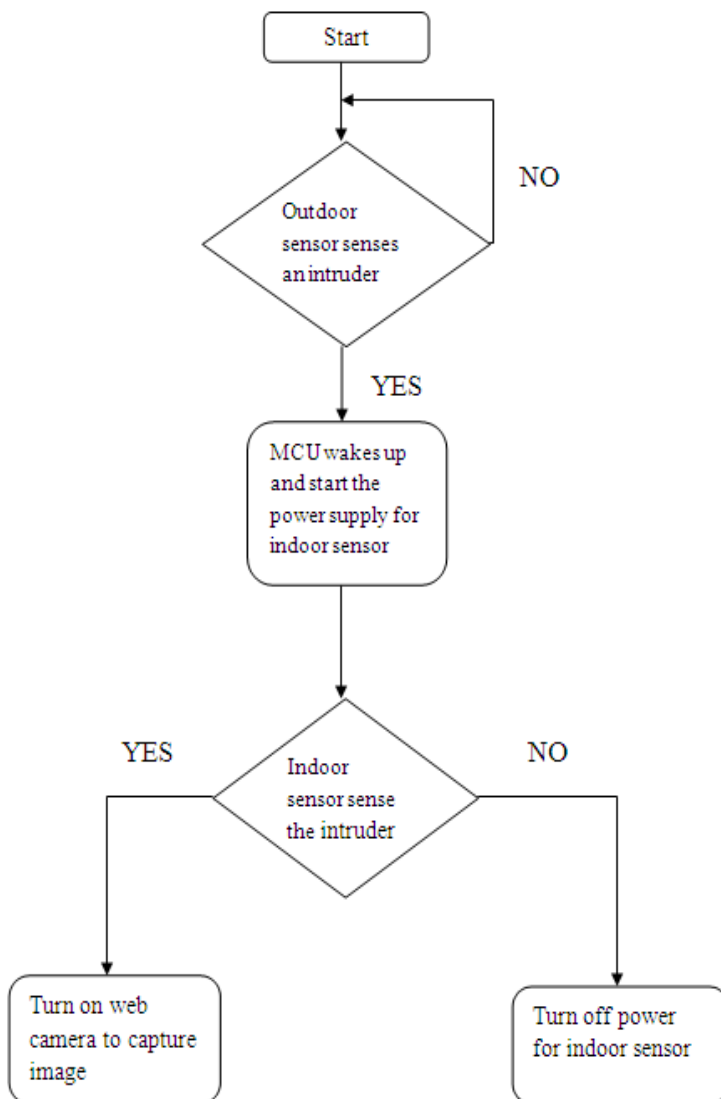 Start
NO
Outdoor
sensor senses
an intruder
YES
MCU wakes up
and start the
power supply for
indoor sensor
YES
NO
Indoor
sensor sense
the intruder
Turn on web
camera to capture
image
Turn off power
for indoor sensor